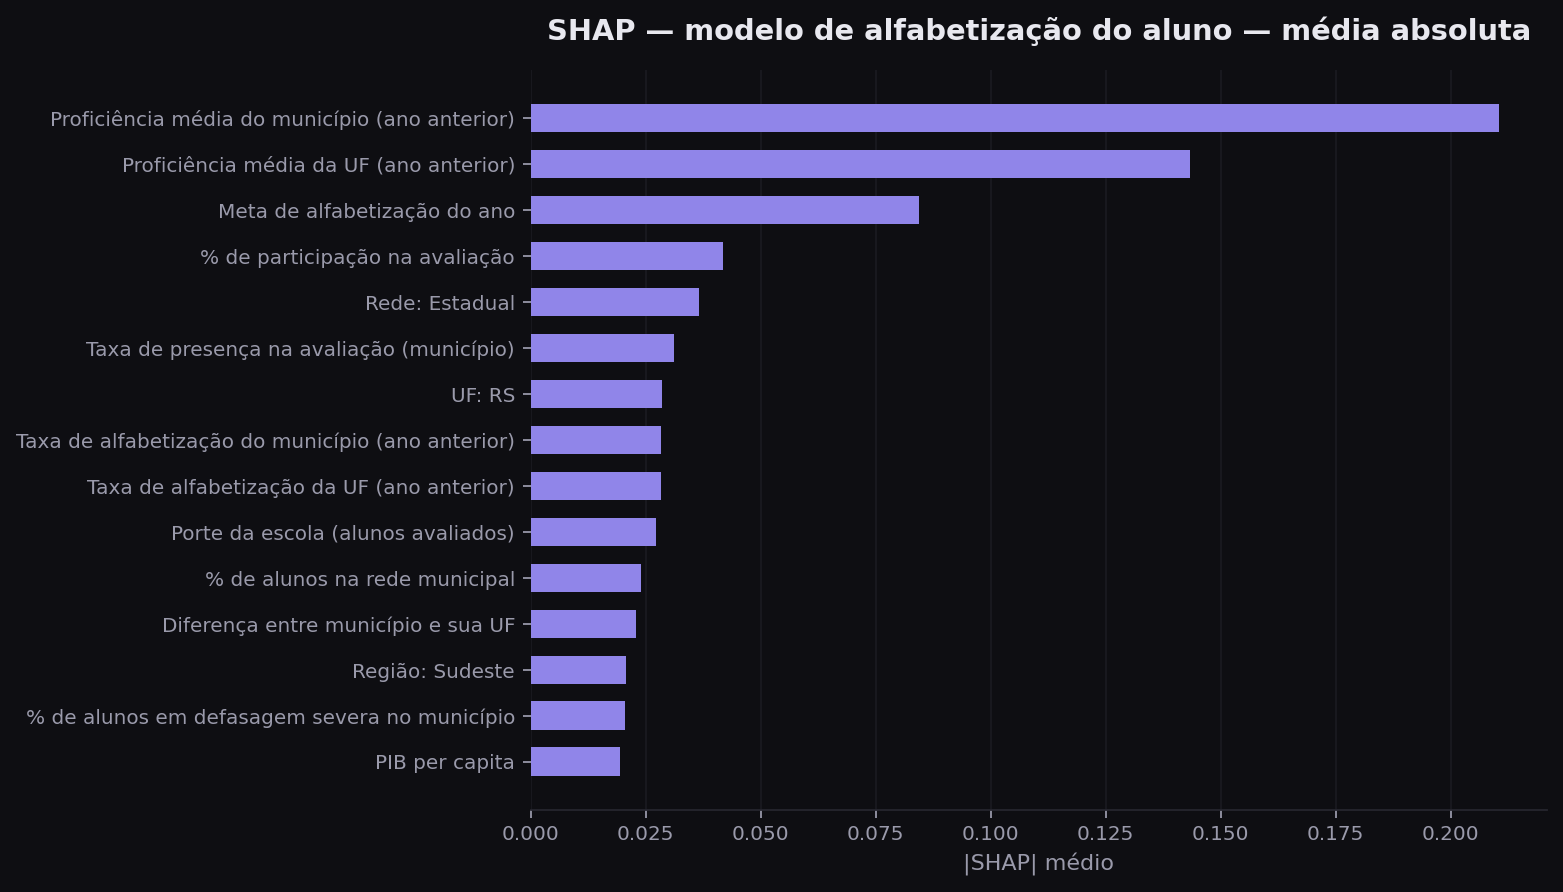 SHAP — modelo de alfabetização do aluno — média absoluta
Proficiência média do município (ano anterior)
Proficiência média da UF (ano anterior)
Meta de alfabetização do ano
% de participação na avaliação
Rede: Estadual
Taxa de presença na avaliação (município)
UF: RS
Taxa de alfabetização do município (ano anterior)
Taxa de alfabetização da UF (ano anterior)
Porte da escola (alunos avaliados)
% de alunos na rede municipal
Diferença entre município e sua UF
Região: Sudeste
% de alunos em defasagem severa no município
PIB per capita
0.000 0.025 0.050 0.075 0.100 0.125 0.150 0.175 0.200
|SHAP| médio